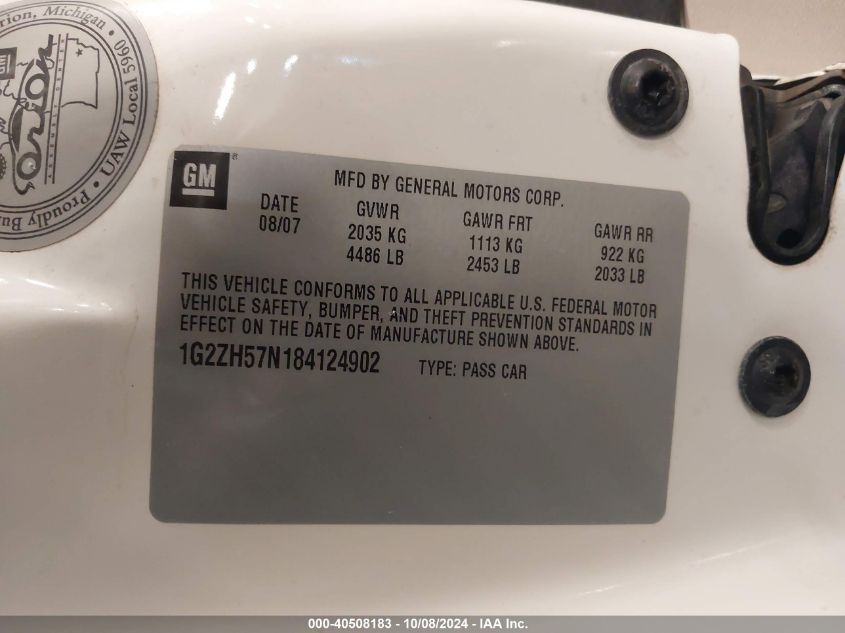 rion, Michigan •
UAW Local 5960
Orion
• Proudly Bu
GM
GM
®
MFD BY GENERAL MOTORS CORP.
DATE GVWR GAWR FRT GAWR RR
08/07 2035 KG 1113 KG 922 KG
4486 LB 2453 LB 2033 LB
THIS VEHICLE CONFORMS TO ALL APPLICABLE U.S. FEDERAL MOTOR
VEHICLE SAFETY, BUMPER, AND THEFT PREVENTION STANDARDS IN
EFFECT ON THE DATE OF MANUFACTURE SHOWN ABOVE.
1G2ZH57N184124902 TYPE: PASS CAR
000-40508183 - 10/08/2024 - IAA Inc.